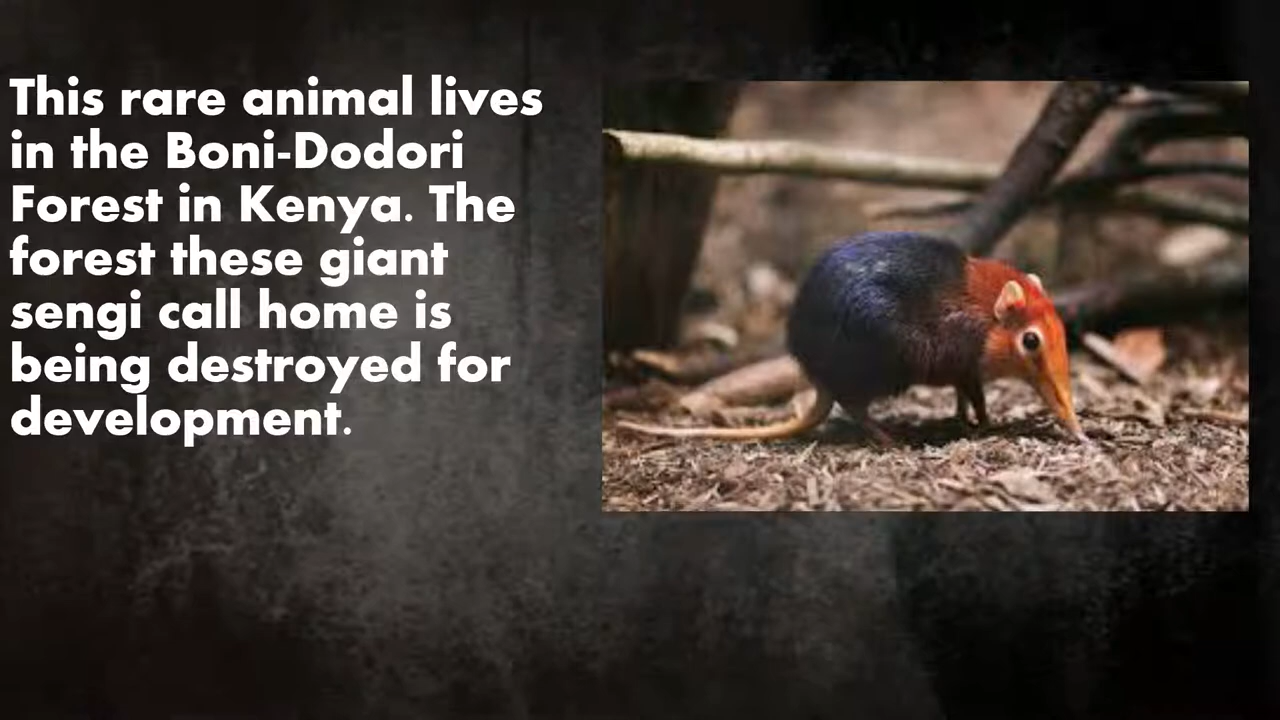 This rare animal lives
in the Boni-Dodori
Forest in Kenya. The
forest these giant
sengi call home is
being destroyed for
development.